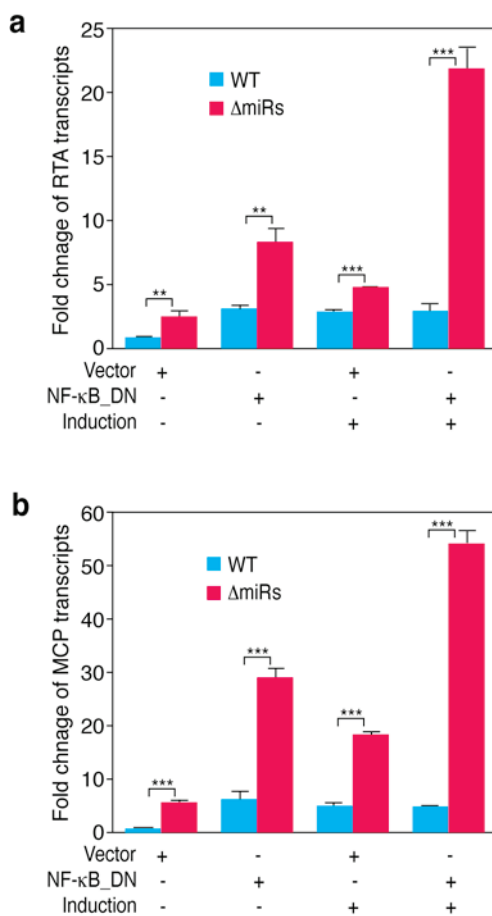 a
Fold chnage of RTA transcripts
25
20
15
10
5
0
WT
ΔmiRs
**
**
***
***
Vector + - + -
NF-κB_DN - + - +
Induction - - + +
b
Fold chnage of MCP transcripts
60
50
40
30
20
10
0
WT
ΔmiRs
***
***
***
***
Vector + - + -
NF-κB_DN - + - +
Induction - - + +